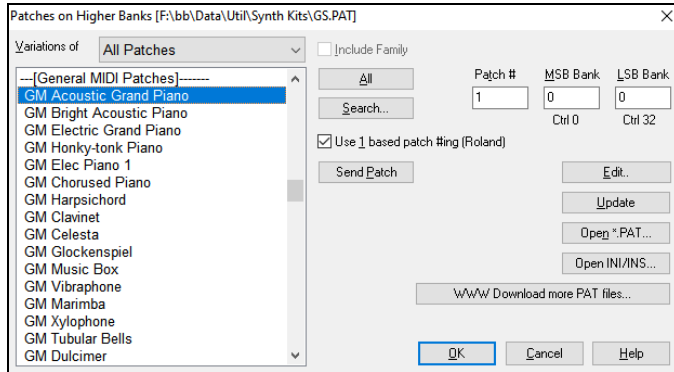 Patches on Higher Banks [F:\bb\Data\Util\Synth Kits\GS.PAT]
Variations of
All Patches
---[General MIDI Patches]-------
GM Acoustic Grand Piano
GM Bright Acoustic Piano
GM Electric Grand Piano
GM Honky-tonk Piano
GM Elec Piano 1
GM Chorused Piano
GM Harpsichord
GM Clavinet
GM Celesta
GM Glockenspiel
GM Music Box
GM Vibraphone
GM Marimba
GM Xylophone
GM Tubular Bells
GM Dulcimer
Include Family
All
Search...
Patch #
MSB Bank
LSB Bank
1
0
0
Ctrl 0
Ctrl 32
Use 1 based patch #ing (Roland)
Send Patch
Edit..
Update
Open *.PAT...
Open INI/INS...
WWW Download more PAT files...
OK
Cancel
Help